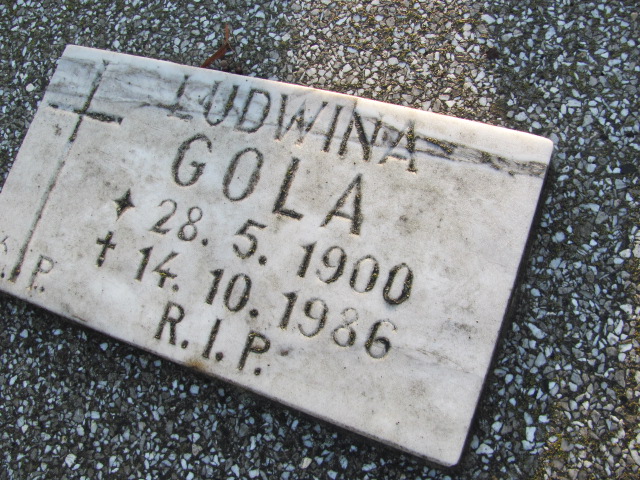 LUDWINA
GOLA
28. 5. 1900
14. 10. 1986
R. I. P.
P.